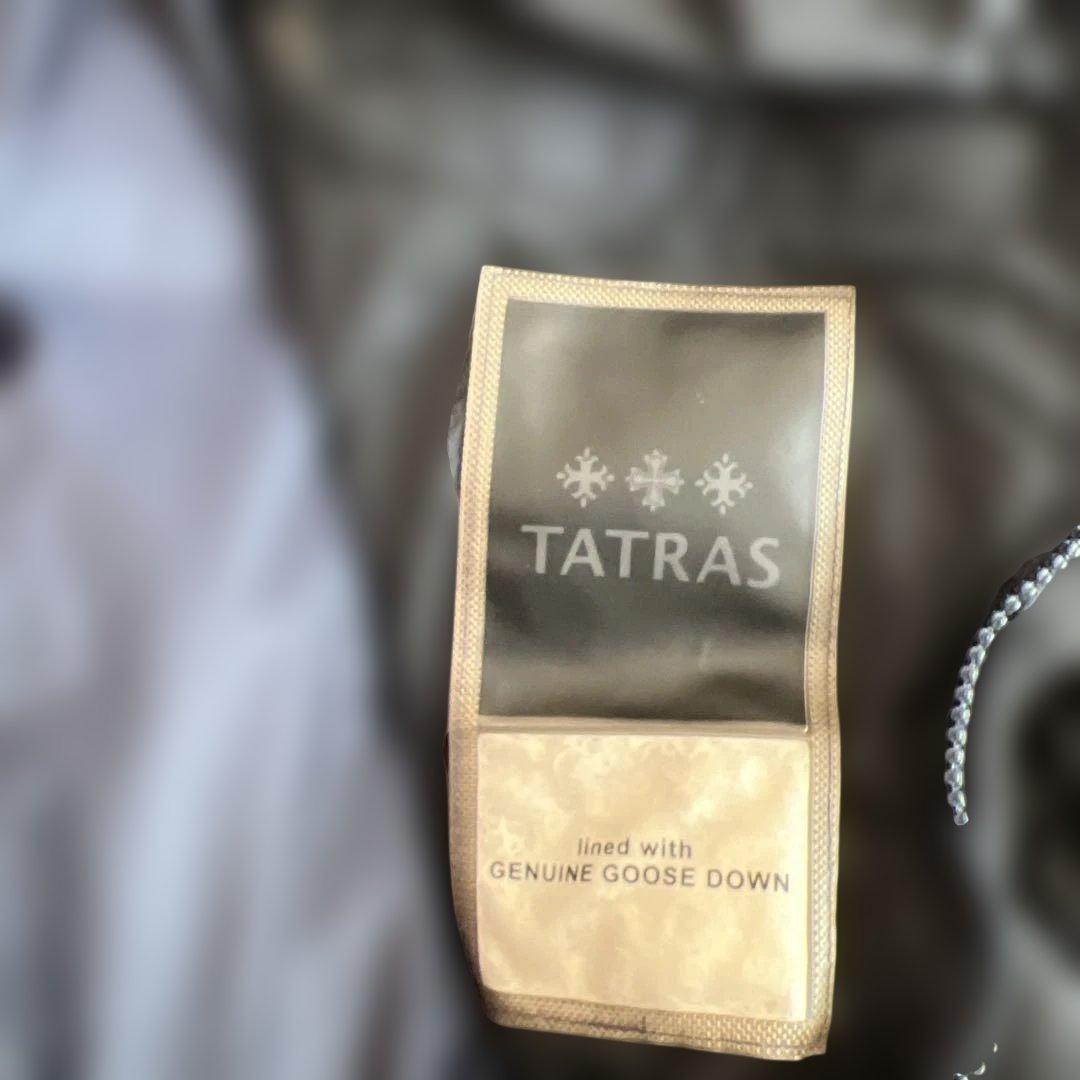 TATRAS
lined with
GENUINE GOOSE DOWN